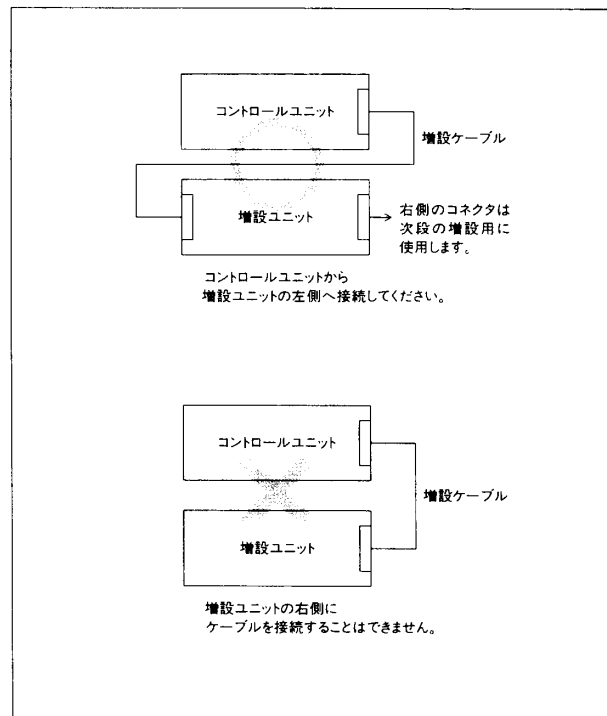 コントロールユニット
増設ケーブル
増設ユニット
右側のコネクタは
次段の増設用に
使用します。
コントロールユニットから
増設ユニットの左側へ接続してください。
コントロールユニット
増設ケーブル
増設ユニット
増設ユニットの右側に
ケーブルを接続することはできません。